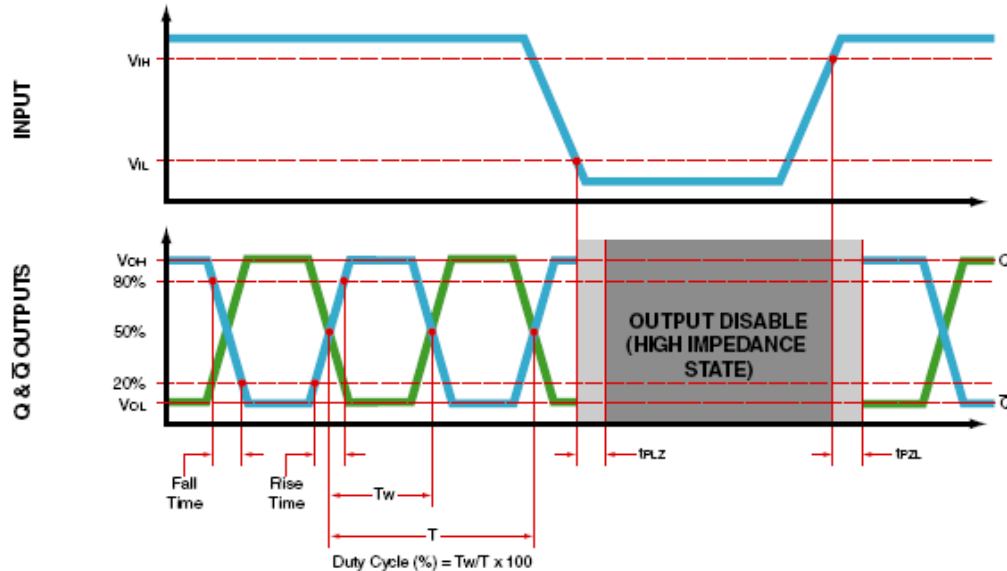 INPUT
VIH
VIL
Q & Q̅ OUTPUTS
VOH
80%
50%
20%
VOL
Q
Q̅
OUTPUT DISABLE
(HIGH IMPEDANCE
STATE)
tPLZ
tPZL
Fall
Time
Rise
Time
TW
T
Duty Cycle (%) = TW/T x 100